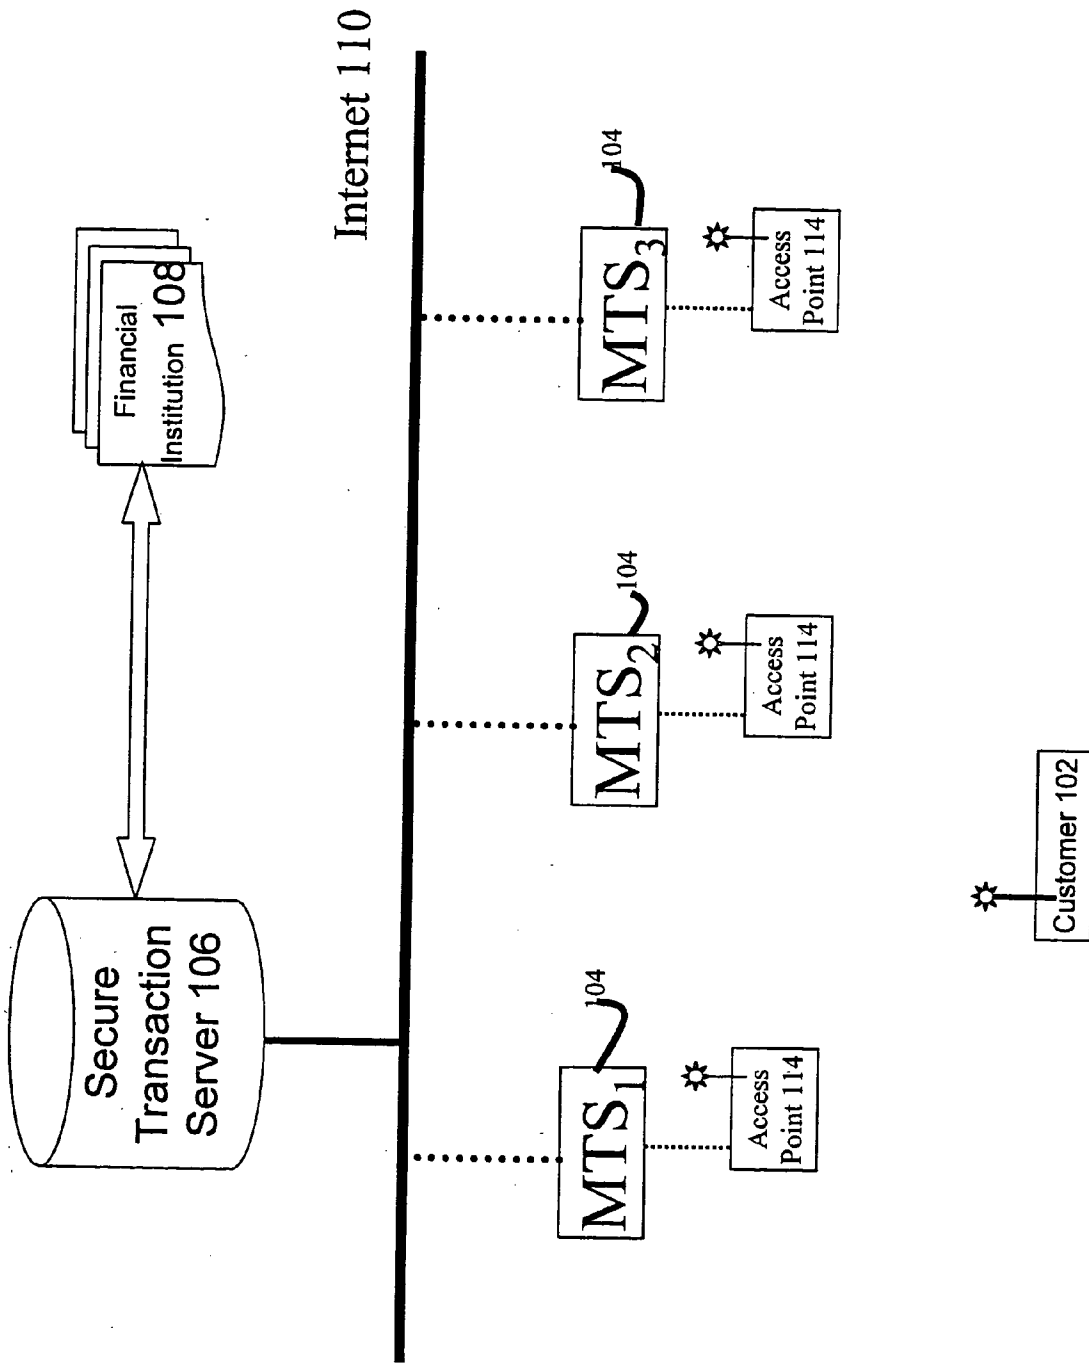 Secure
Transaction
Server 106
Financial
Institution 108
Internet 110
MTS1
104
MTS2
104
MTS3
104
Access
Point 114
Access
Point 114
Access
Point 114
Customer 102